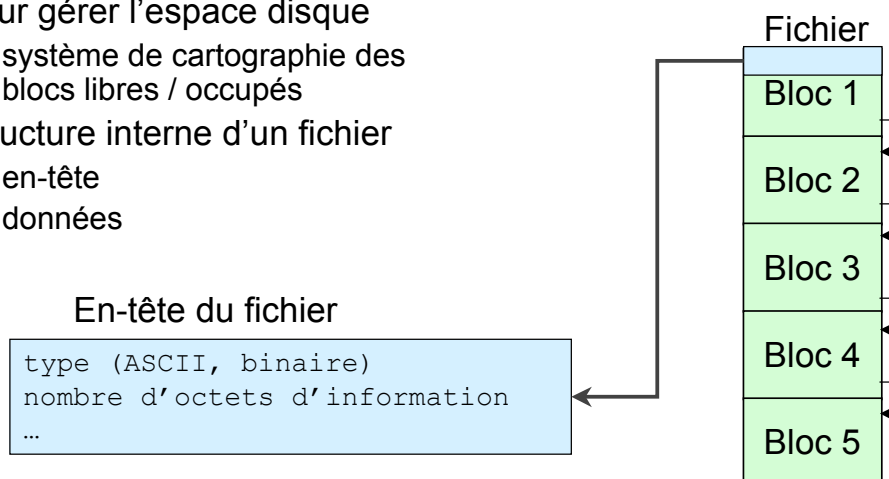 ur gérer l’espace disque
système de cartographie des
blocs libres / occupés
ucture interne d’un fichier
en-tête
données
En-tête du fichier
type (ASCII, binaire)
nombre d’octets d’information
…
Fichier
Bloc 1
Bloc 2
Bloc 3
Bloc 4
Bloc 5